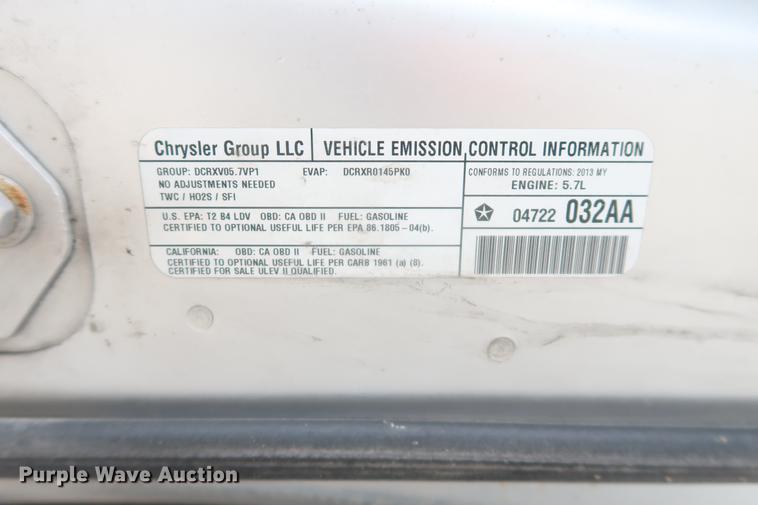 Chrysler Group LLC
VEHICLE EMISSION CONTROL INFORMATION
GROUP: DCRXV05.7VP1 EVAP: DCRXR0145PK0
NO ADJUSTMENTS NEEDED
TWC / HO2S / SFI
CONFORMS TO REGULATIONS: 2013 MY
ENGINE: 5.7L
U.S. EPA: T2 B4 LDV OBD: CA OBD II FUEL: GASOLINE
CERTIFIED TO OPTIONAL USEFUL LIFE PER EPA 86.1805-04(b).
04722 032AA
CALIFORNIA: OBD: CA OBD II FUEL: GASOLINE
CERTIFIED TO OPTIONAL USEFUL LIFE PER CARB 1961 (a) (8).
CERTIFIED FOR SALE ULEV II QUALIFIED.
Purple Wave Auction